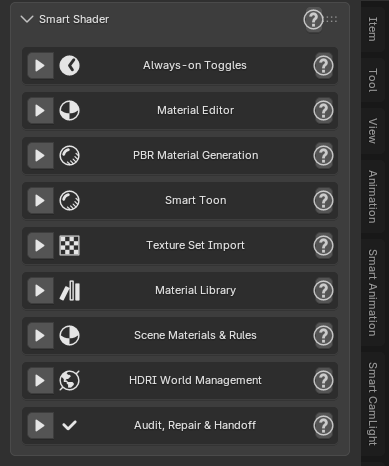 Smart Shader
Always-on Toggles
Material Editor
PBR Material Generation
Smart Toon
Texture Set Import
Material Library
Scene Materials & Rules
HDRI World Management
Audit, Repair & Handoff
Item
Tool
View
Animation
Smart Animation
Smart CamLight